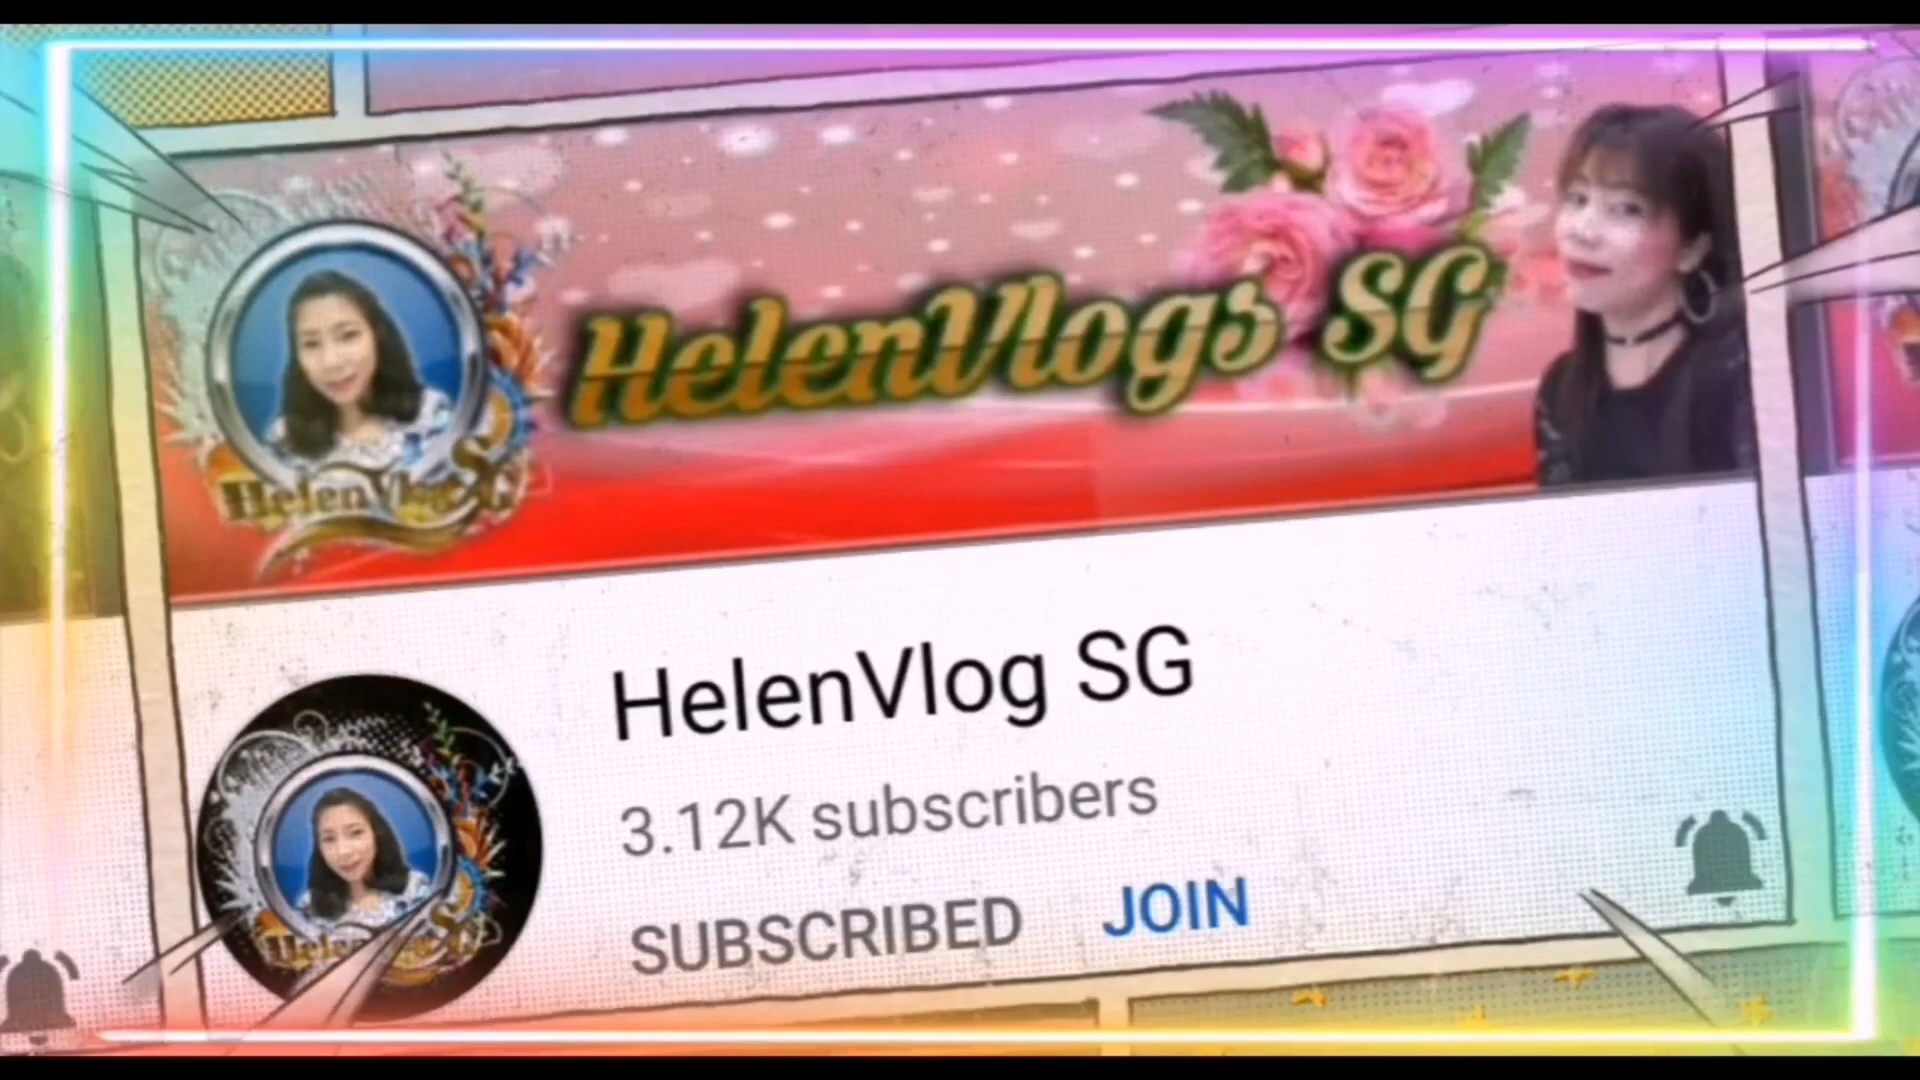 HelenVlogs SG
HelenVlog SG
HelenVlog SG
3.12K subscribers
SUBSCRIBED JOIN